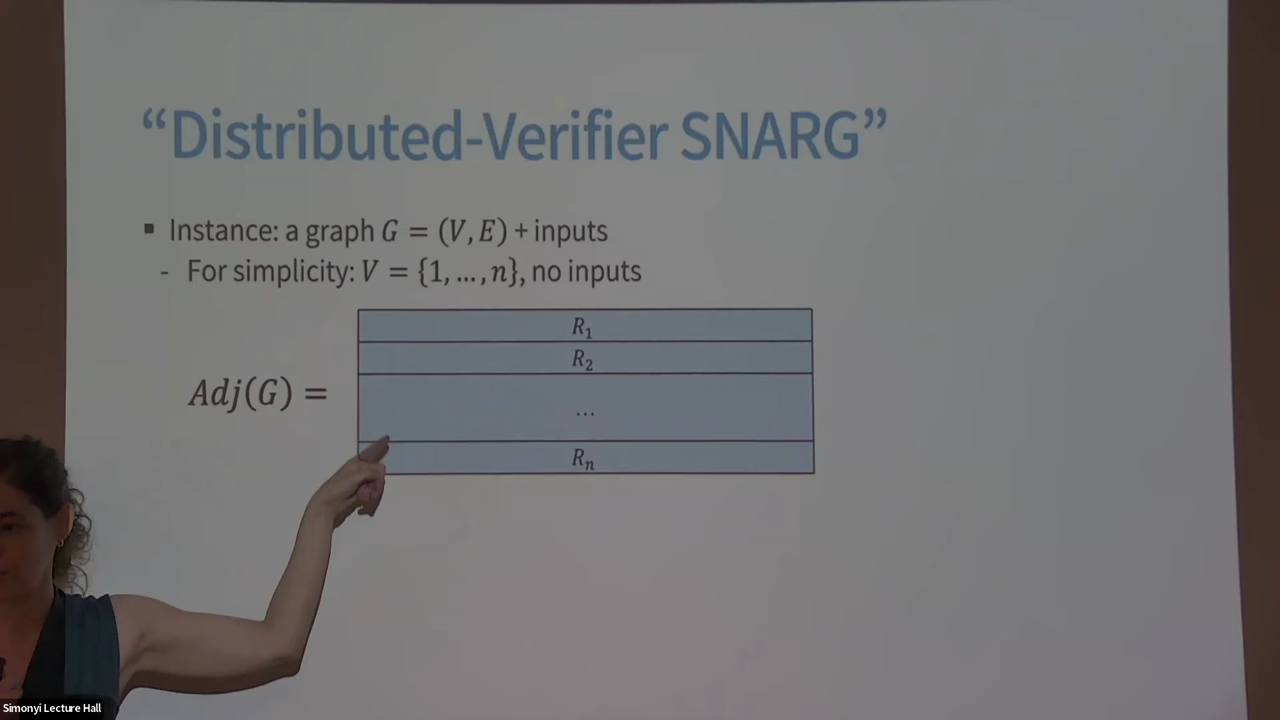 “Distributed-Verifier SNARG”
▪ Instance: a graph G = (V, E) + inputs
- For simplicity: V = {1, …, n}, no inputs
R₁
R₂
Adj(G) =
…
Rₙ
Simonyi Lecture Hall